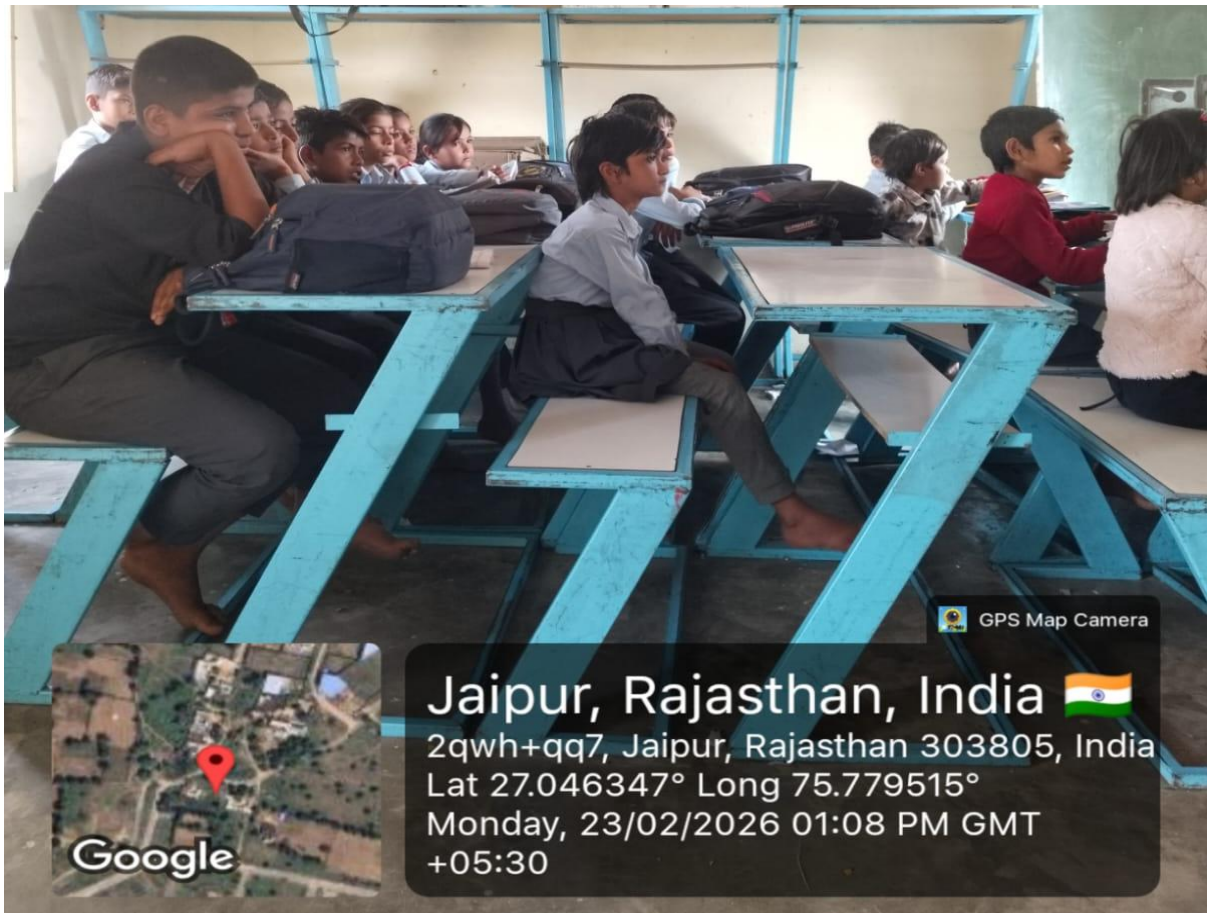 GPS Map Camera
Jaipur, Rajasthan, India
2qwh+qq7, Jaipur, Rajasthan 303805, India
Lat 27.046347° Long 75.779515°
Monday, 23/02/2026 01:08 PM GMT
+05:30
Google